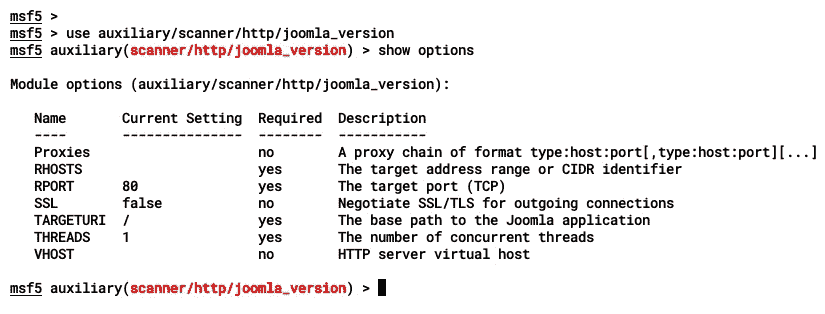 msf5 >
msf5 > use auxiliary/scanner/http/joomla_version
msf5 auxiliary(scanner/http/joomla_version) > show options
Module options (auxiliary/scanner/http/joomla_version):
Name Current Setting Required Description
---- --------------- -------- -----------
Proxies no A proxy chain of format type:host:port[,type:host:port][...]
RHOSTS yes The target address range or CIDR identifier
RPORT 80 yes The target port (TCP)
SSL false no Negotiate SSL/TLS for outgoing connections
TARGETURI / yes The base path to the Joomla application
THREADS 1 yes The number of concurrent threads
VHOST no HTTP server virtual host
msf5 auxiliary(scanner/http/joomla_version) >